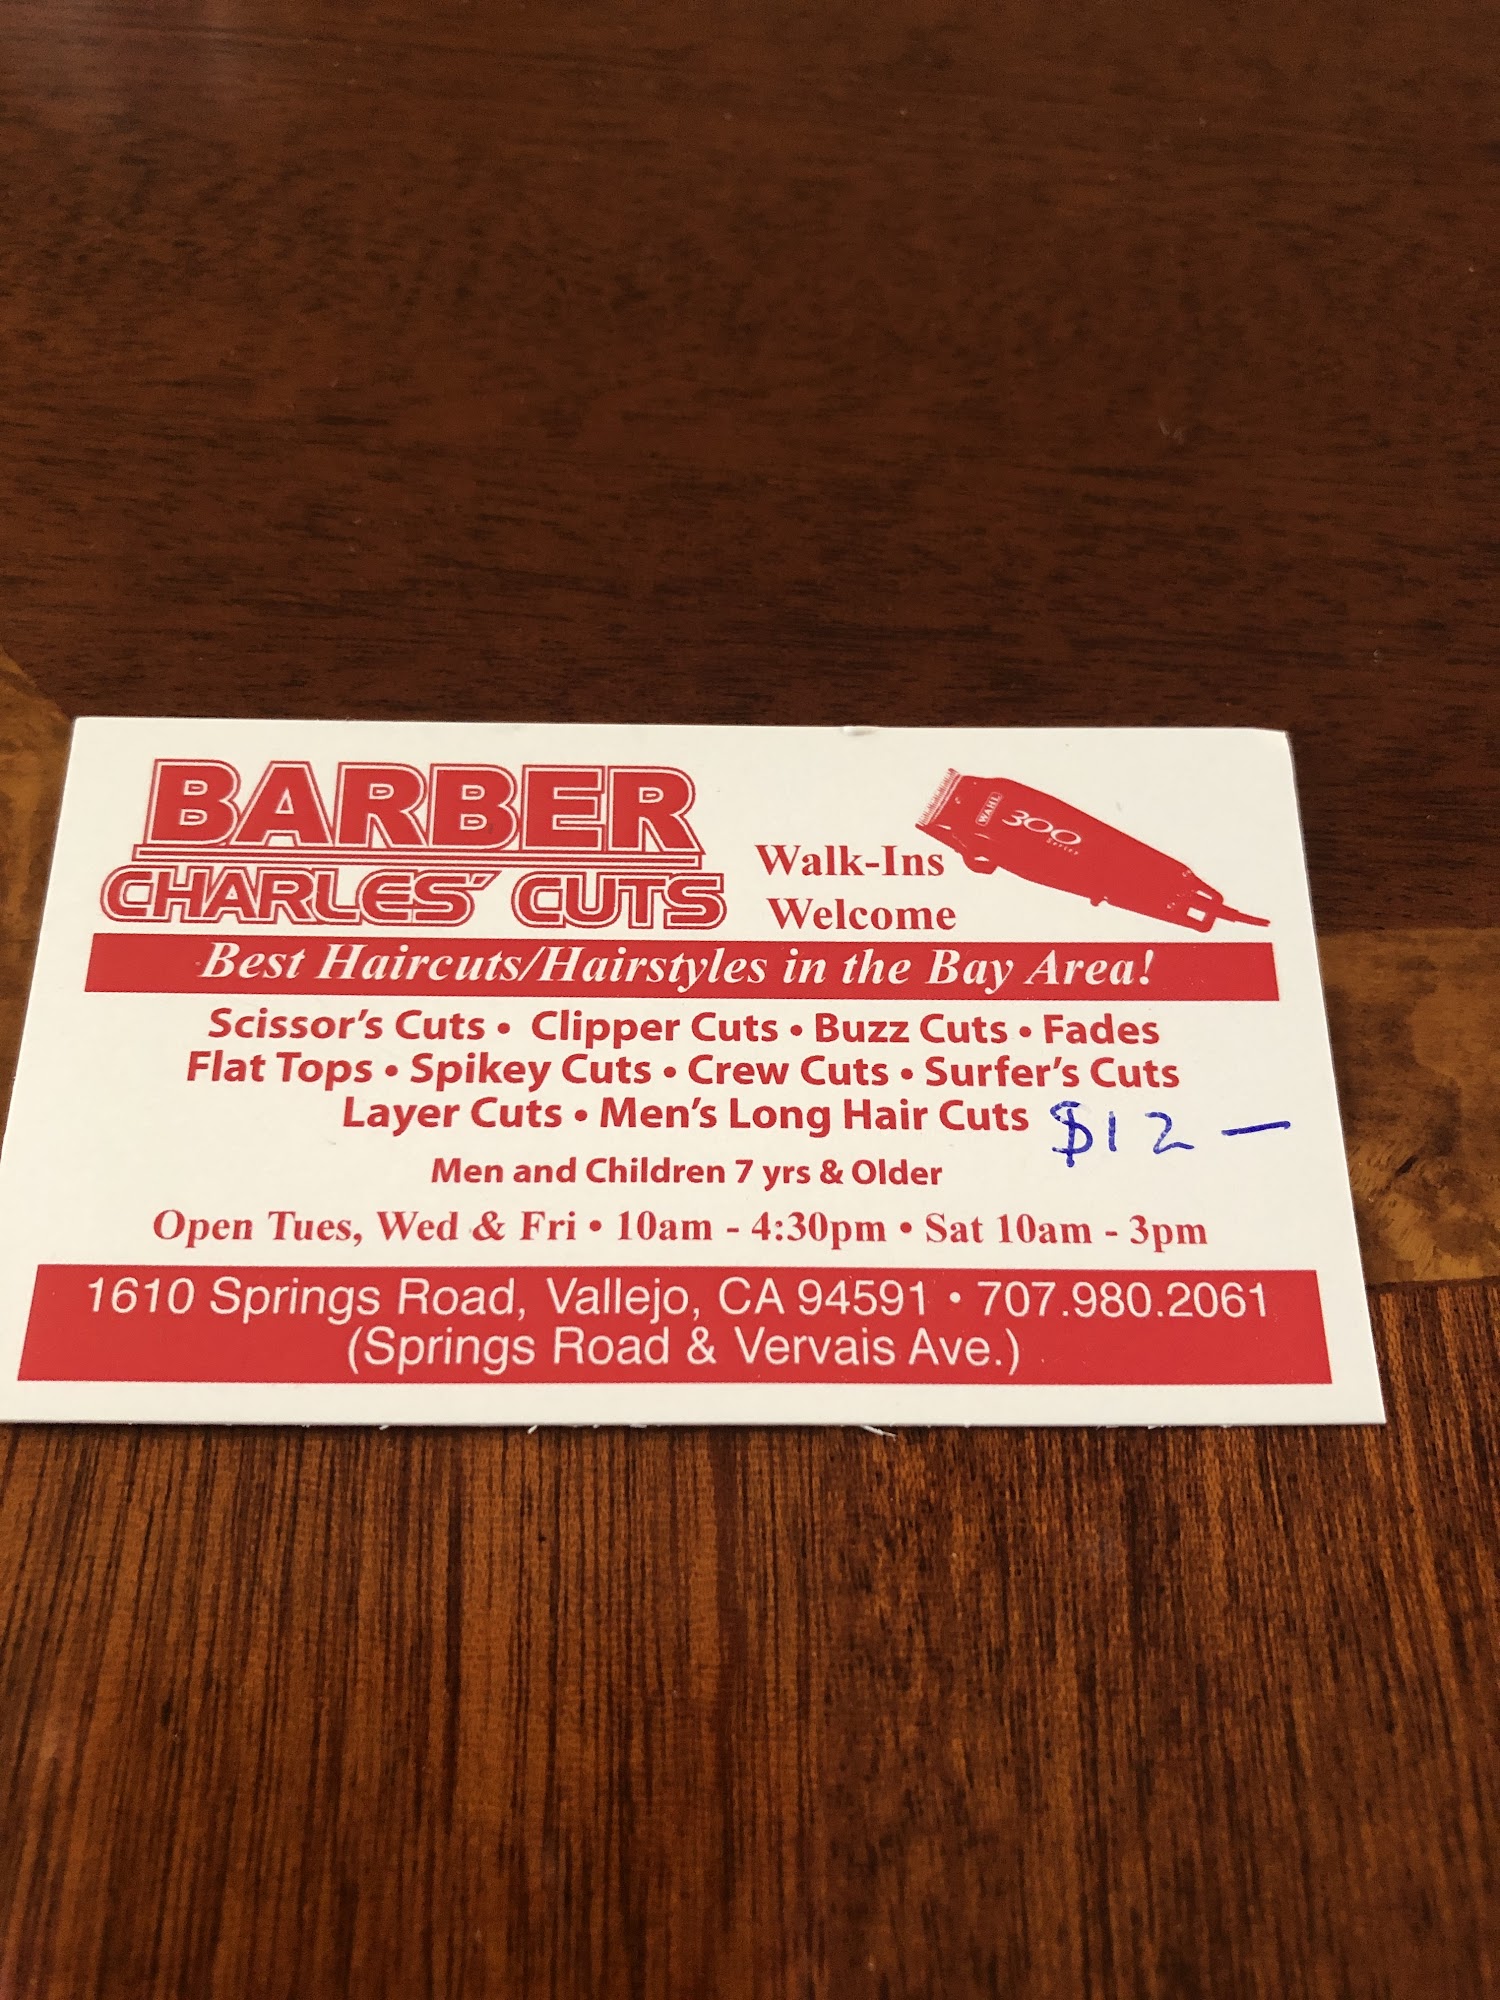 BARBER
CHARLES' CUTS
Walk-Ins
Welcome
WAHL
300
series
Best Haircuts/Hairstyles in the Bay Area!
Scissor's Cuts • Clipper Cuts • Buzz Cuts • Fades
Flat Tops • Spikey Cuts • Crew Cuts • Surfer's Cuts
Layer Cuts • Men's Long Hair Cuts $12 —
Men and Children 7 yrs & Older
Open Tues, Wed & Fri • 10am - 4:30pm • Sat 10am - 3pm
1610 Springs Road, Vallejo, CA 94591 • 707.980.2061
(Springs Road & Vervais Ave.)